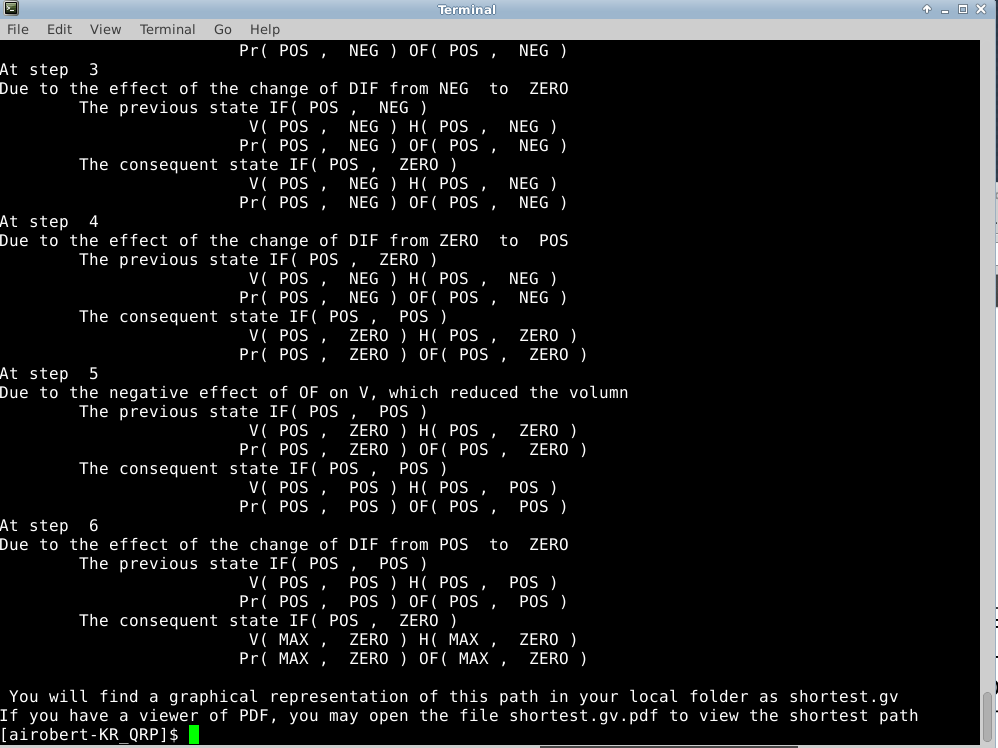 Terminal
File Edit View Terminal Go Help
Pr( POS , NEG ) OF( POS , NEG )
At step 3
Due to the effect of the change of DIF from NEG to ZERO
The previous state IF( POS , NEG )
V( POS , NEG ) H( POS , NEG )
Pr( POS , NEG ) OF( POS , NEG )
The consequent state IF( POS , ZERO )
V( POS , NEG ) H( POS , NEG )
Pr( POS , NEG ) OF( POS , NEG )
At step 4
Due to the effect of the change of DIF from ZERO to POS
The previous state IF( POS , ZERO )
V( POS , NEG ) H( POS , NEG )
Pr( POS , NEG ) OF( POS , NEG )
The consequent state IF( POS , POS )
V( POS , ZERO ) H( POS , ZERO )
Pr( POS , ZERO ) OF( POS , ZERO )
At step 5
Due to the negative effect of OF on V, which reduced the volumn
The previous state IF( POS , POS )
V( POS , ZERO ) H( POS , ZERO )
Pr( POS , ZERO ) OF( POS , ZERO )
The consequent state IF( POS , POS )
V( POS , POS ) H( POS , POS )
Pr( POS , POS ) OF( POS , POS )
At step 6
Due to the effect of the change of DIF from POS to ZERO
The previous state IF( POS , POS )
V( POS , POS ) H( POS , POS )
Pr( POS , POS ) OF( POS , POS )
The consequent state IF( POS , ZERO )
V( MAX , ZERO ) H( MAX , ZERO )
Pr( MAX , ZERO ) OF( MAX , ZERO )
You will find a graphical representation of this path in your local folder as shortest.gv
If you have a viewer of PDF, you may open the file shortest.gv.pdf to view the shortest path
[airobert-KR_QRP]$